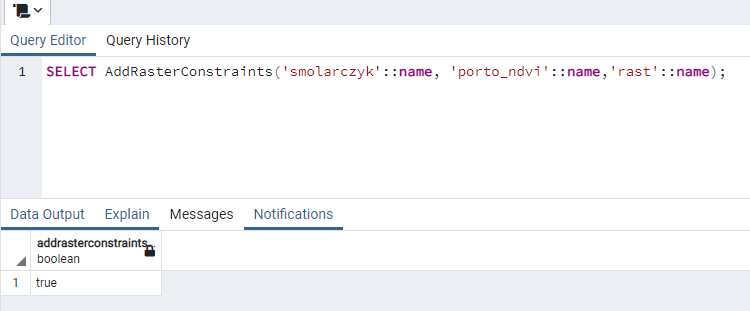 Query Editor Query History
1 SELECT AddRasterConstraints('smolarczyk'::name, 'porto_ndvi'::name,'rast'::name);
Data Output Explain Messages Notifications
addrasterconstraints
boolean
1 true